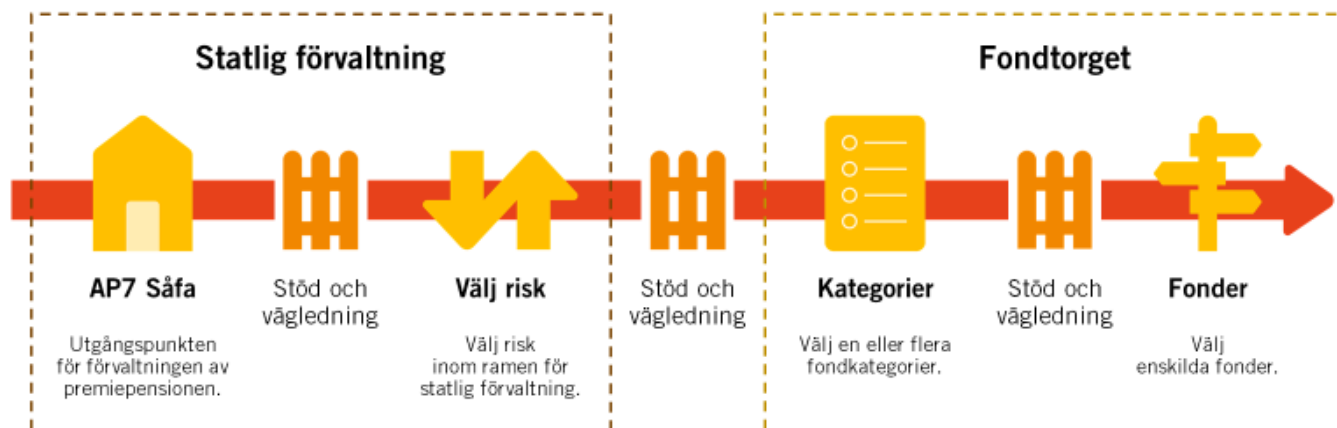 Statlig förvaltning
Fondtorget
AP7 Såfa
Utgångspunkten
för förvaltningen av
premiepensionen.
Stöd och
vägledning
Välj risk
Välj risk
inom ramen för
statlig förvaltning.
Stöd och
vägledning
Kategorier
Välj en eller flera
fondkategorier.
Stöd och
vägledning
Fonder
Välj
enskilda fonder.